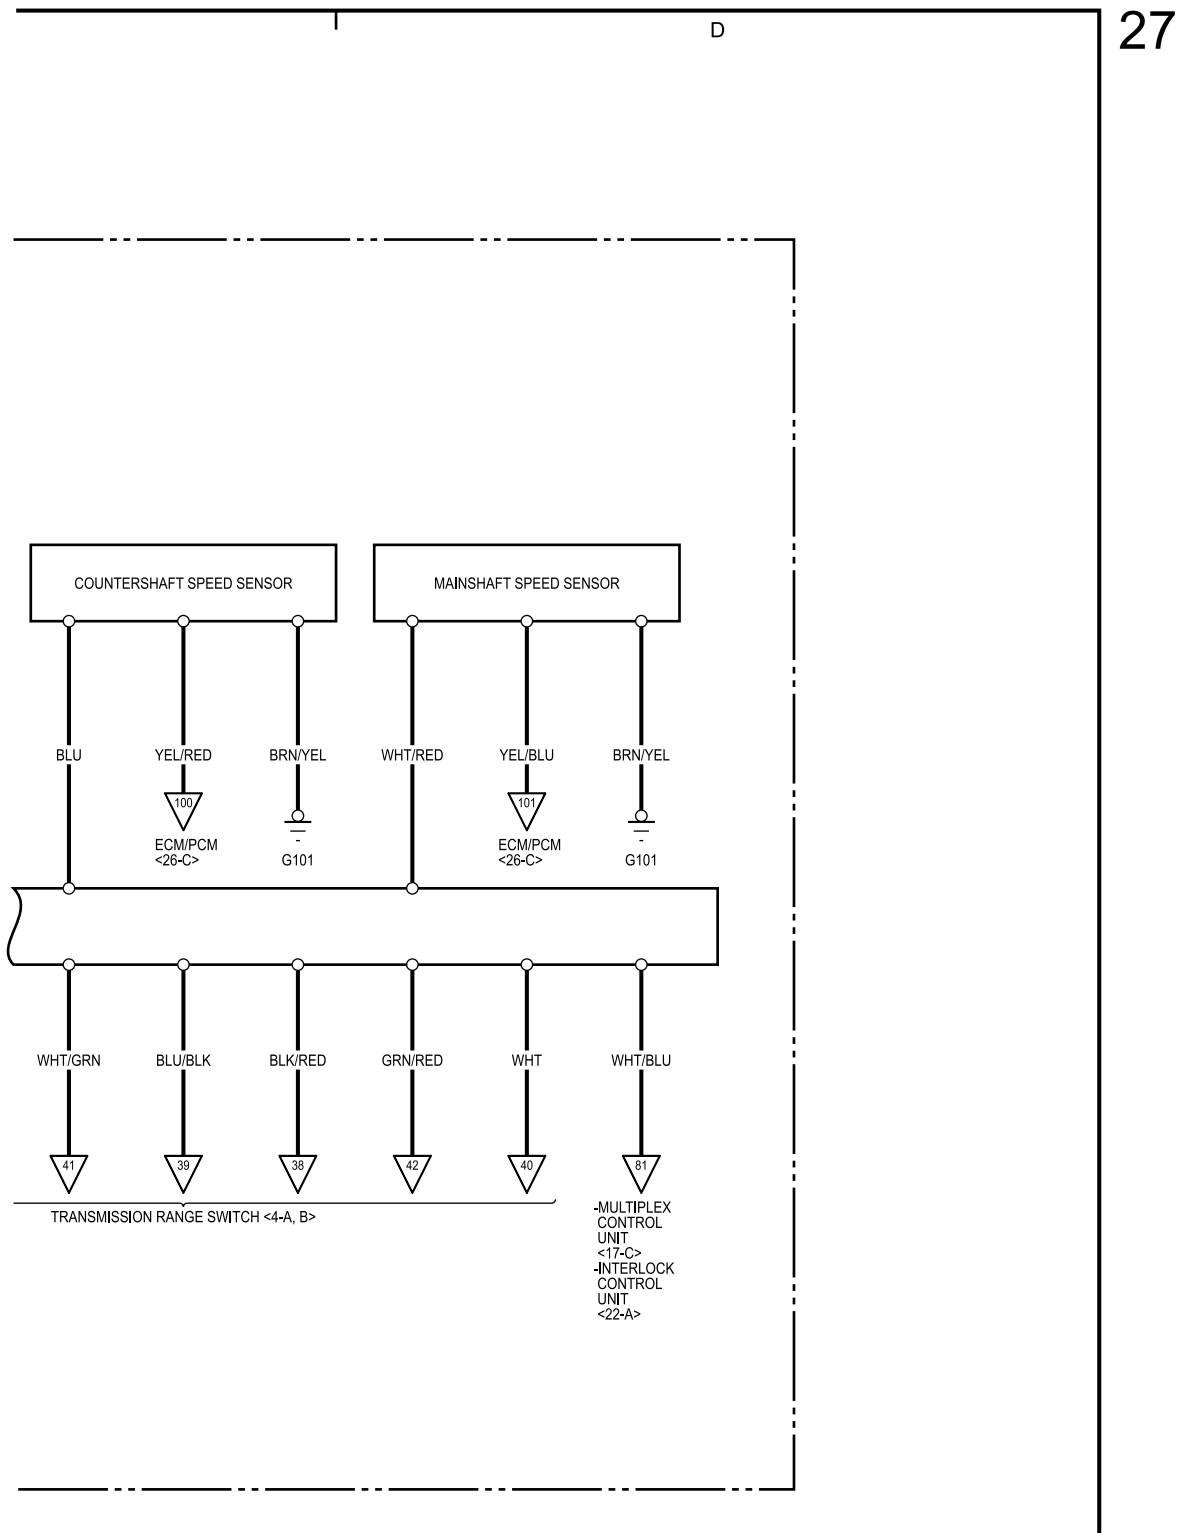 D
27
COUNTERSHAFT SPEED SENSOR
MAINSHAFT SPEED SENSOR
BLU
YEL/RED
BRN/YEL
WHT/RED
YEL/BLU
BRN/YEL
100
101
ECM/PCM
<26-C>
G101
ECM/PCM
<26-C>
G101
WHT/GRN
BLU/BLK
BLK/RED
GRN/RED
WHT
WHT/BLU
41
39
38
42
40
81
TRANSMISSION RANGE SWITCH <4-A, B>
-MULTIPLEX
CONTROL
UNIT
<17-C>
-INTERLOCK
CONTROL
UNIT
<22-A>